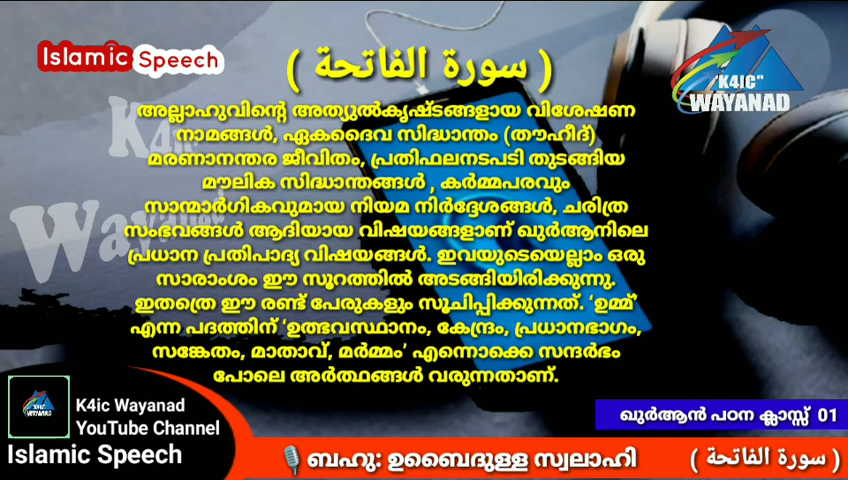 Islamic Speech
( سورة الفاتحة )
"K4IC"
WAYANAD
അല്ലാഹുവിന്റെ അത്യുൽകൃഷ്ടങ്ങളായ വിശേഷണ
നാമങ്ങൾ, ഏകദൈവ സിദ്ധാന്തം (തൗഹീദ്)
മരണാനന്തര ജീവിതം, പ്രതിഫലനടപടി തുടങ്ങിയ
മൗലിക സിദ്ധാന്തങ്ങൾ , കർമ്മപരവും
സാന്മാർഗികവുമായ നിയമ നിർദ്ദേശങ്ങൾ, ചരിത്ര
സംഭവങ്ങൾ ആദിയായ വിഷയങ്ങളാണ് ഖുർആനിലെ
പ്രധാന പ്രതിപാദ്യ വിഷയങ്ങൾ. ഇവയുടെയെല്ലാം ഒരു
സാരാംശം ഈ സൂറത്തിൽ അടങ്ങിയിരിക്കുന്നു.
ഇതത്രെ ഈ രണ്ട് പേരുകളും സൂചിപ്പിക്കുന്നത്. ‘ഉമ്മ്’
എന്ന പദത്തിന് ‘ഉത്ഭവസ്ഥാനം, കേന്ദ്രം, പ്രധാനഭാഗം,
സങ്കേതം, മാതാവ്, മർമ്മം’ എന്നൊക്കെ സന്ദർഭം
പോലെ അർത്ഥങ്ങൾ വരുന്നതാണ്.
K4ic
Wayanad
K4IC
WAYANAD
K4ic Wayanad
YouTube Channel
Islamic Speech
ഖുർആൻ പഠന ക്ലാസ്സ് 01
ബഹു: ഉബൈദുള്ള സ്വലാഹി
( سورة الفاتحة )